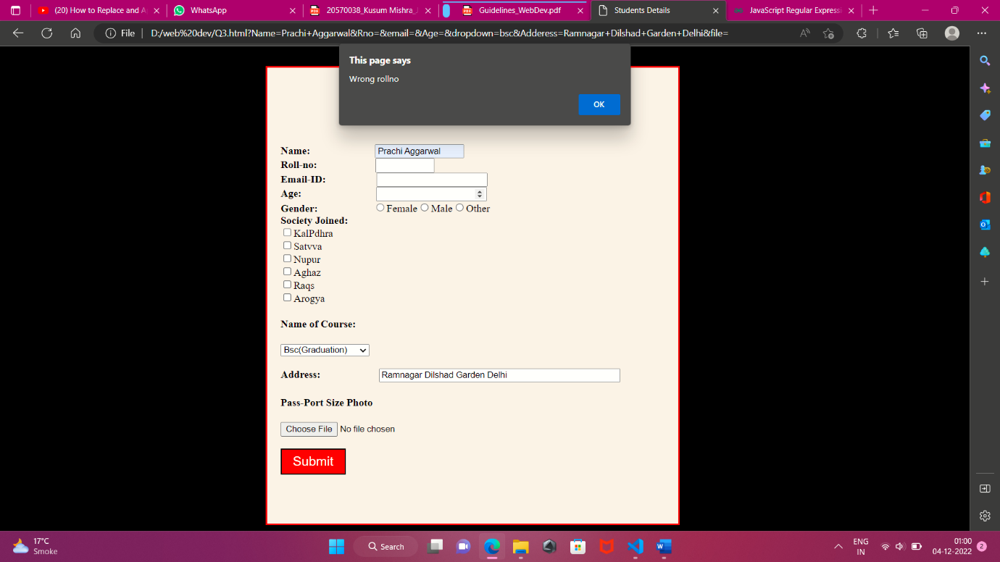 (20) How to Replace and A
WhatsApp
20570038_Kusum Mishra_
Guidelines_WebDev.pdf
Students Details
JavaScript Regular Express
File
D:/web%20dev/Q3.html?Name=Prachi+Aggarwal&Rno=&email=&Age=&dropdown=bsc&Adderess=Ramnagar+Dilshad+Garden+Delhi&file=
This page says
Wrong rollno
OK
Name: Prachi Aggarwal
Roll-no:
Email-ID:
Age:
Gender: Female Male Other
Society Joined:
KalPdhra
Satvva
Nupur
Aghaz
Raqs
Arogya
Name of Course:
Bsc(Graduation)
Address: Ramnagar Dilshad Garden Delhi
Pass-Port Size Photo
Choose File No file chosen
Submit
17°C
Smoke
Search
ENG
IN
01:00
04-12-2022
2